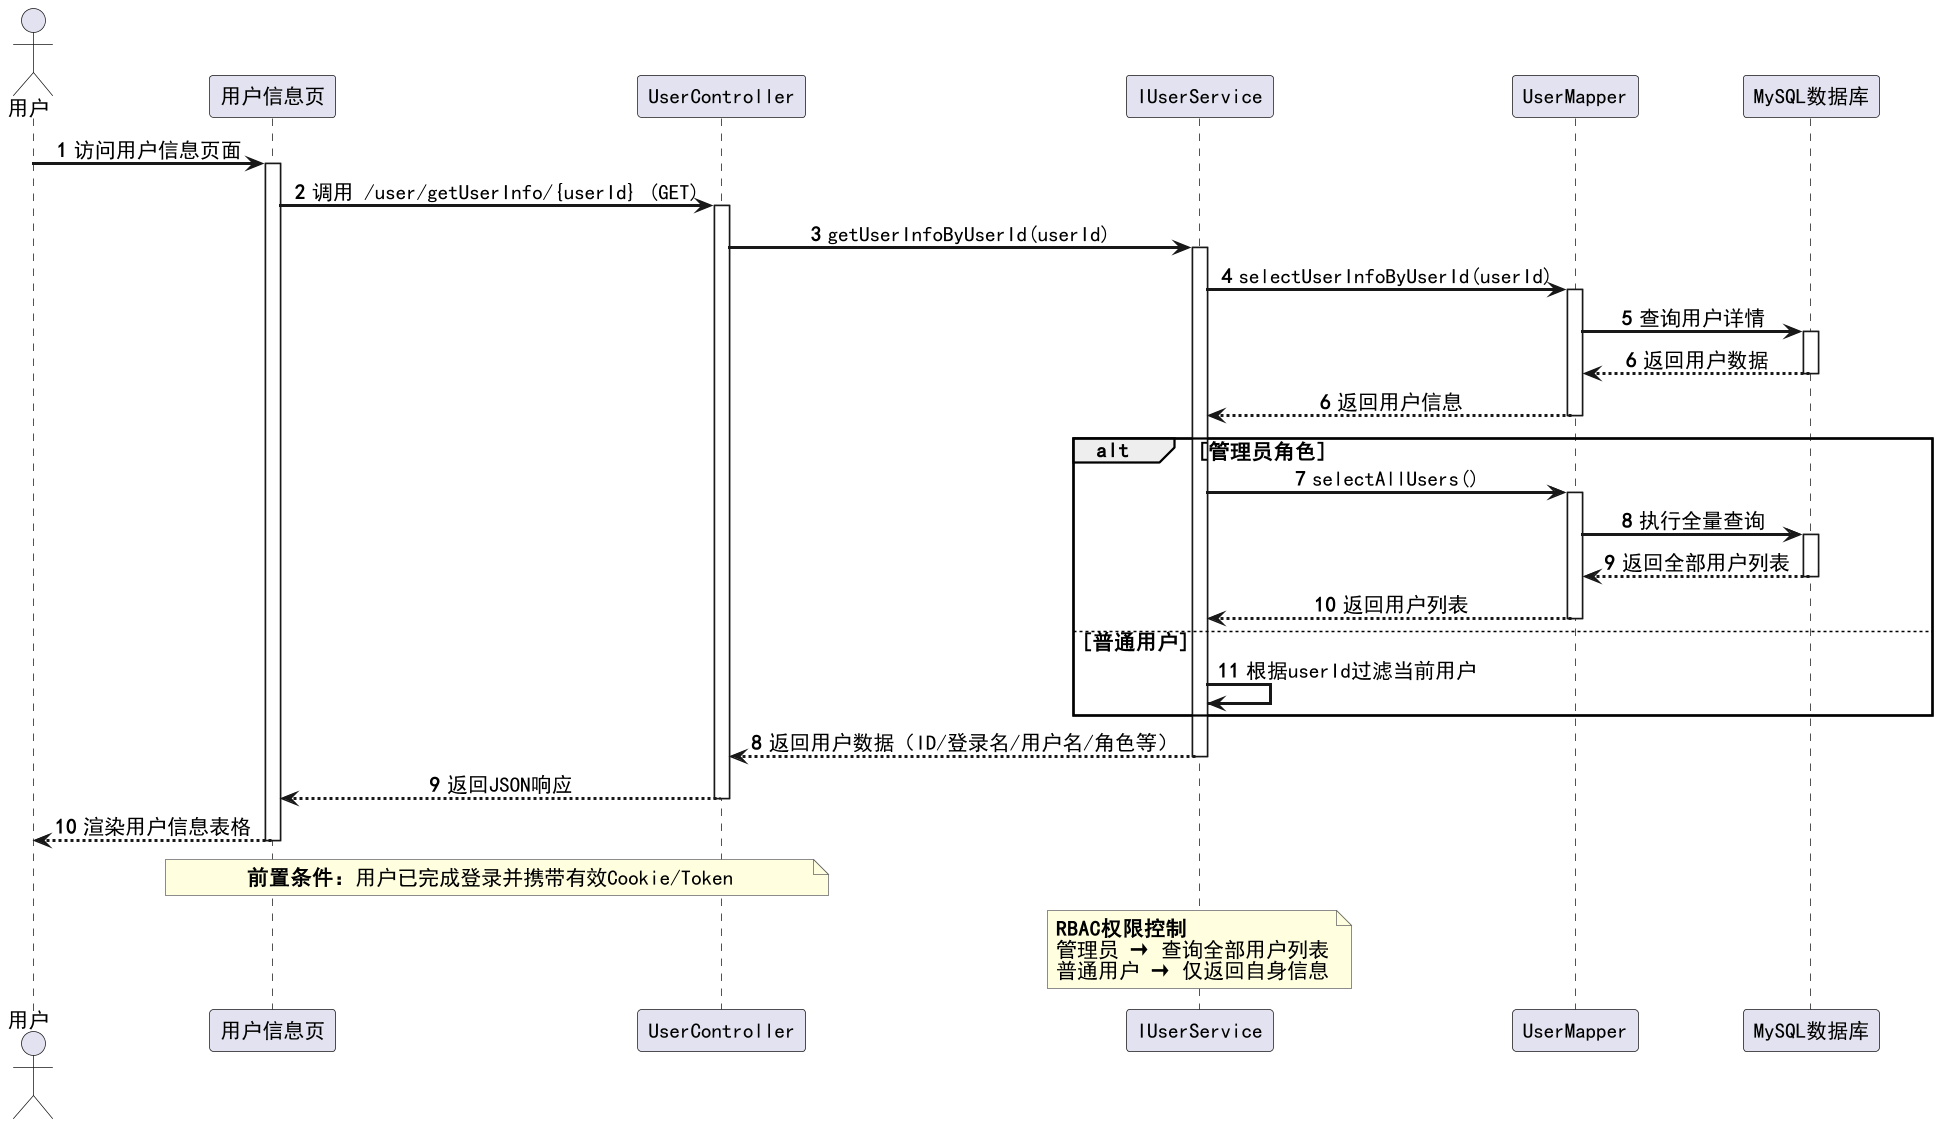 用户
用户信息页
UserController
IUserService
UserMapper
MySQL数据库
1 访问用户信息页面
2 调用 /user/getUserInfo/{userId} (GET)
3 getUserInfoByUserId(userId)
4 selectUserInfoByUserId(userId)
5 查询用户详情
6 返回用户数据
6 返回用户信息
alt
[管理员角色]
7 selectAllUsers()
8 执行全量查询
9 返回全部用户列表
10 返回用户列表
[普通用户]
11 根据userId过滤当前用户
8 返回用户数据（ID/登录名/用户名/角色等）
9 返回JSON响应
10 渲染用户信息表格
前置条件：用户已完成登录并携带有效Cookie/Token
RBAC权限控制
管理员 → 查询全部用户列表
普通用户 → 仅返回自身信息
用户
用户信息页
UserController
IUserService
UserMapper
MySQL数据库